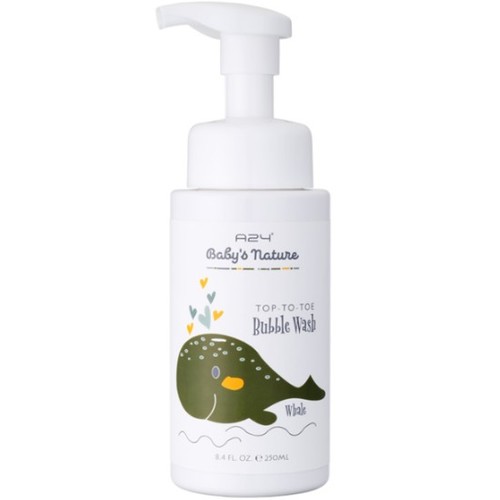 A24
Baby's Nature
TOP-TO-TOE
Bubble Wash
Whale
8.4 FL. OZ. ℮ 250ML